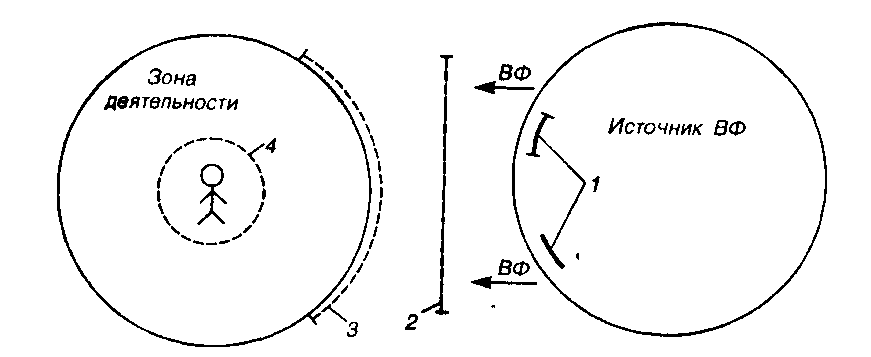 Зона
деятельности
4
3
2
ВФ
Источник ВФ
1
ВФ